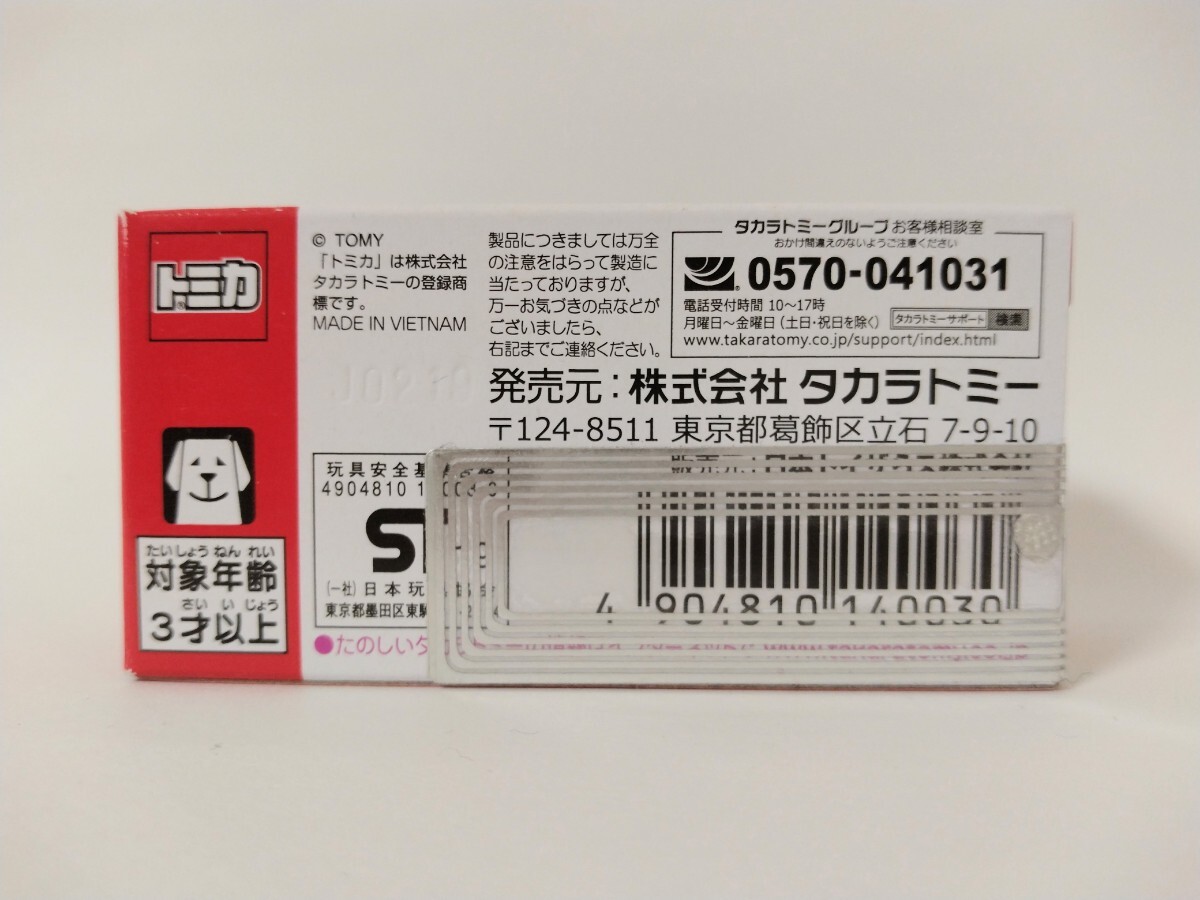 トミカ
たいしょうねんれい
対象年齢
さいいじょう
3才以上
© TOMY
「トミカ」は株式会社
タカラトミーの登録商
標です。
MADE IN VIETNAM
製品につきましては万全
の注意をはらって製造に
当たっておりますが、
万一お気づきの点などが
ございましたら、
右記までご連絡ください。
タカラトミーグループ お客様相談室
おかけ間違えのないようご注意ください
0570-041031
電話受付時間 10～17時
月曜日～金曜日(土日・祝日を除く) タカラトミーサポート 検索
www.takaratomy.co.jp/support/index.html
発売元:株式会社 タカラトミー
〒124-8511 東京都葛飾区立石 7-9-10
玩具安全基
4904810 1
(一社)日本玩
東京都墨田区東駒
4 904810 140030
●たのしい
www.takaratomy.co.jp